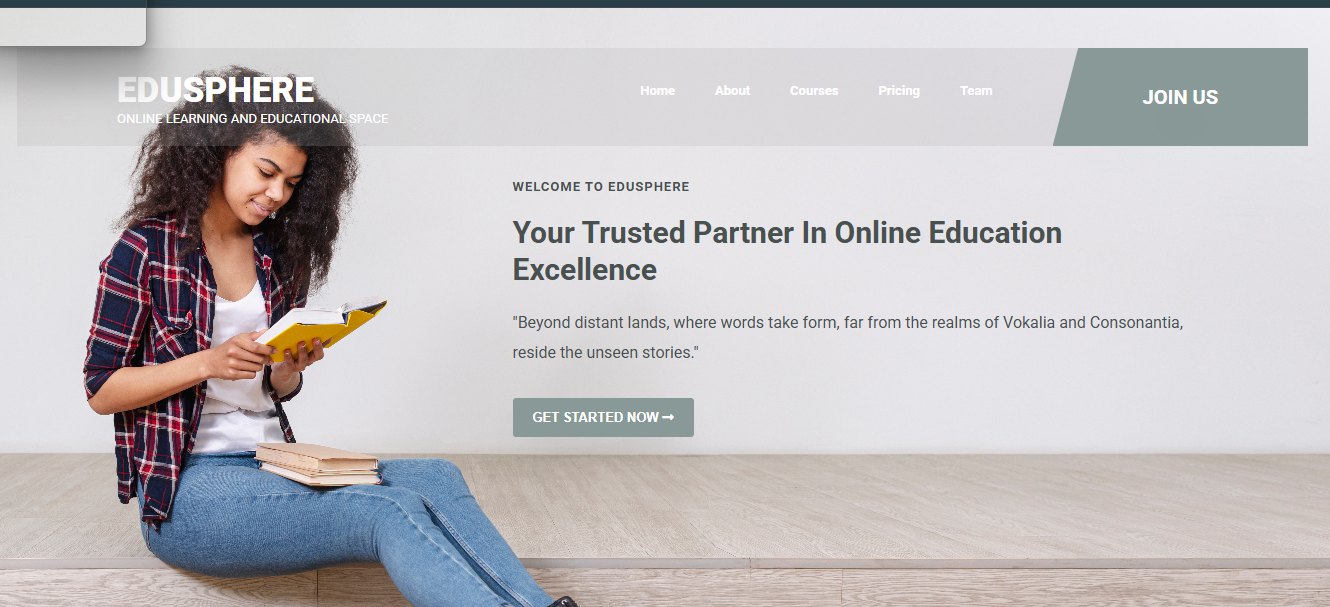 EDUSPHERE
ONLINE LEARNING AND EDUCATIONAL SPACE
Home About Courses Pricing Team
JOIN US
WELCOME TO EDUSPHERE
Your Trusted Partner In Online Education
Excellence
"Beyond distant lands, where words take form, far from the realms of Vokalia and Consonantia,
reside the unseen stories."
GET STARTED NOW →